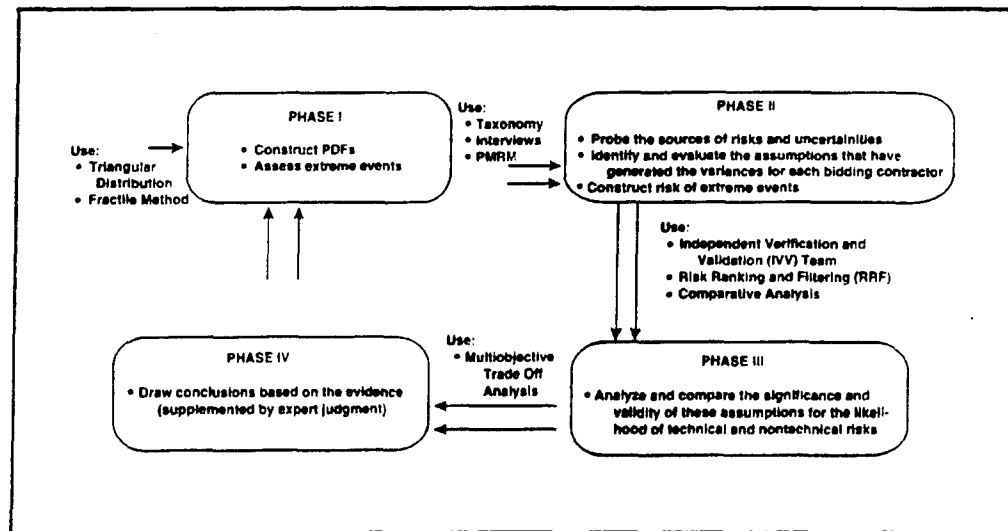 PHASE I
• Construct PDFs
• Assess extreme events
Use:
• Triangular
Distribution
• Fractile Method
Use:
• Taxonomy
• Interviews
• PMRM
PHASE II
• Probe the sources of risks and uncertainities
• Identify and evaluate the assumptions that have
generated the variances for each bidding contractor
• Construct risk of extreme events
Use:
• Independent Verification and
Validation (IVV) Team
• Risk Ranking and Filtering (RRF)
• Comparative Analysis
PHASE III
• Analyze and compare the significance and
validity of these assumptions for the likeli-
hood of technical and nontechnical risks
Use:
• Multiobjective
Trade Off
Analysis
PHASE IV
• Draw conclusions based on the evidence
(supplemented by expert judgment)